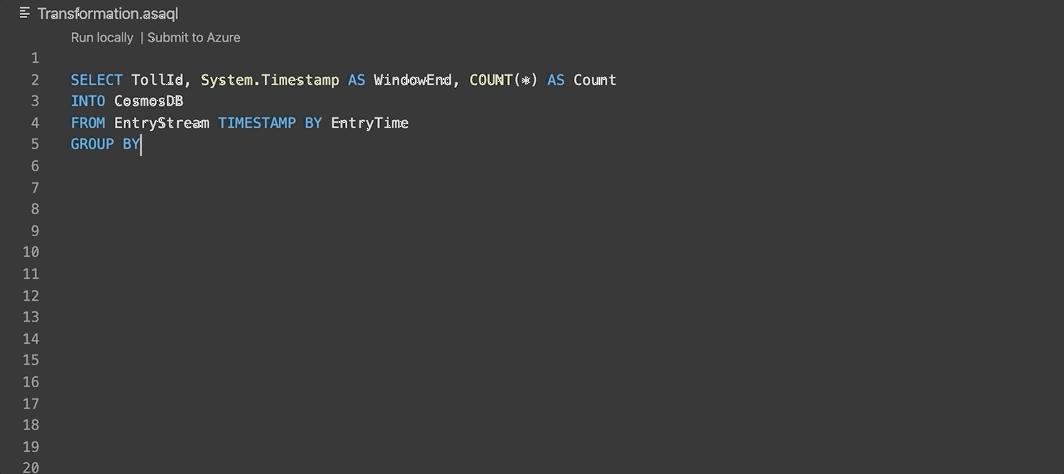 Transformation.asaql
Run locally | Submit to Azure
1
2 SELECT TollId, System.Timestamp AS WindowEnd, COUNT(*) AS Count
3 INTO CosmosDB
4 FROM EntryStream TIMESTAMP BY EntryTime
5 GROUP BY
6
7
8
9
10
11
12
13
14
15
16
17
18
19
20